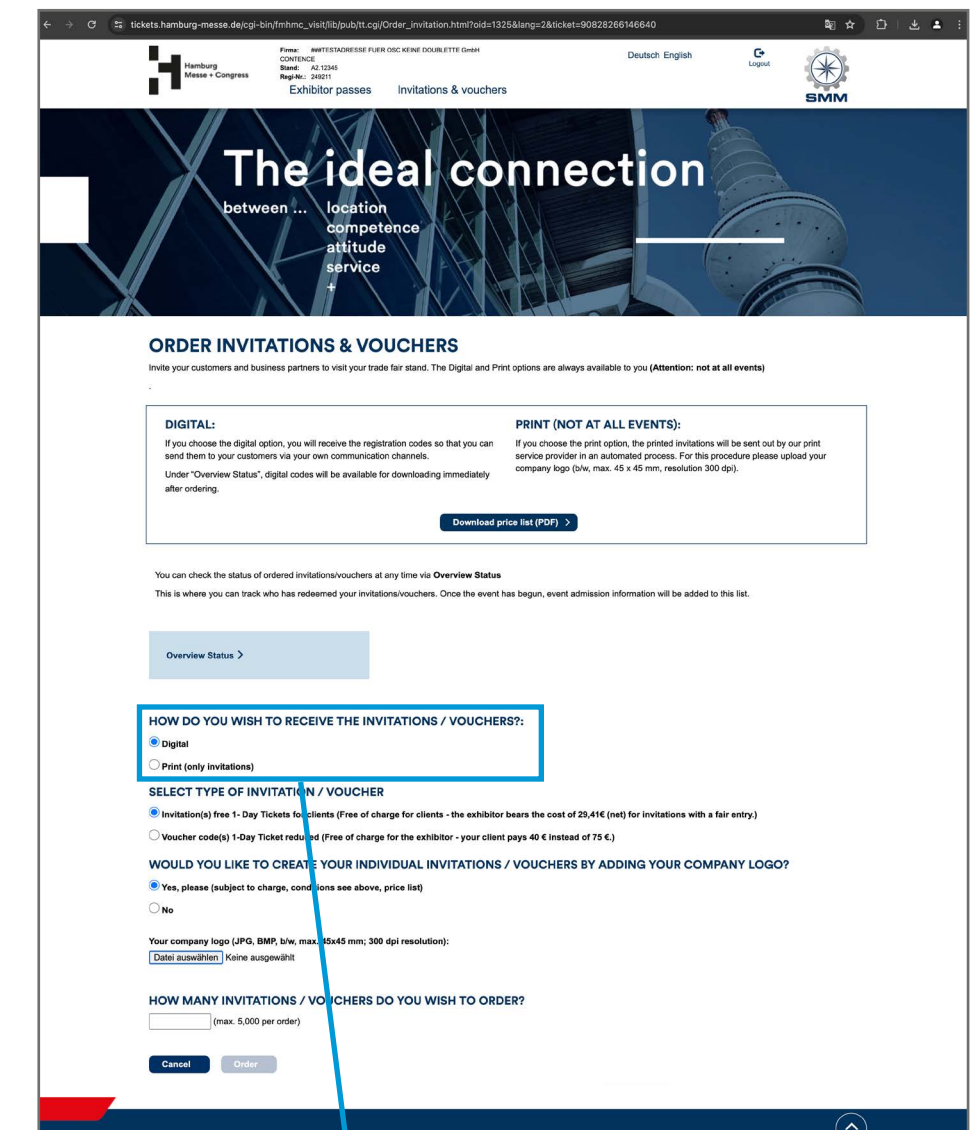 tickets.hamburg-messe.de/cgi-bin/fmhmc_visit/lib/pub/tt.cgi/Order_invitation.html?oid=1325&lang=2&ticket=90828266146640
Hamburg
Messe + Congress
Firma: ###TESTADRESSE FUER OSC KEINE DOUBLETTE GmbH
CONTENCE
Stand: A2.12345
Regi-Nr.: 249211
Exhibitor passes Invitations & vouchers
Deutsch English
Logout
SMM
The ideal connection
between ... location
competence
attitude
service
+
ORDER INVITATIONS & VOUCHERS
Invite your customers and business partners to visit your trade fair stand. The Digital and Print options are always available to you (Attention: not at all events)
.
DIGITAL:
If you choose the digital option, you will receive the registration codes so that you can
send them to your customers via your own communication channels.
Under "Overview Status", digital codes will be available for downloading immediately
after ordering.
PRINT (NOT AT ALL EVENTS):
If you choose the print option, the printed invitations will be sent out by our print
service provider in an automated process. For this procedure please upload your
company logo (b/w, max. 45 x 45 mm, resolution 300 dpi).
Download price list (PDF) >
You can check the status of ordered invitations/vouchers at any time via Overview Status
This is where you can track who has redeemed your invitations/vouchers. Once the event has begun, event admission information will be added to this list.
Overview Status >
HOW DO YOU WISH TO RECEIVE THE INVITATIONS / VOUCHERS?:
Digital
Print (only invitations)
SELECT TYPE OF INVITATION / VOUCHER
Invitation(s) free 1- Day Tickets for clients (Free of charge for clients - the exhibitor bears the cost of 29,41€ (net) for invitations with a fair entry.)
Voucher code(s) 1-Day Ticket reduced (Free of charge for the exhibitor - your client pays 40 € instead of 75 €.)
WOULD YOU LIKE TO CREATE YOUR INDIVIDUAL INVITATIONS / VOUCHERS BY ADDING YOUR COMPANY LOGO?
Yes, please (subject to charge, conditions see above, price list)
No
Your company logo (JPG, BMP, b/w, max. 45x45 mm; 300 dpi resolution):
Datei auswählen Keine ausgewählt
HOW MANY INVITATIONS / VOUCHERS DO YOU WISH TO ORDER?
(max. 5,000 per order)
Cancel Order